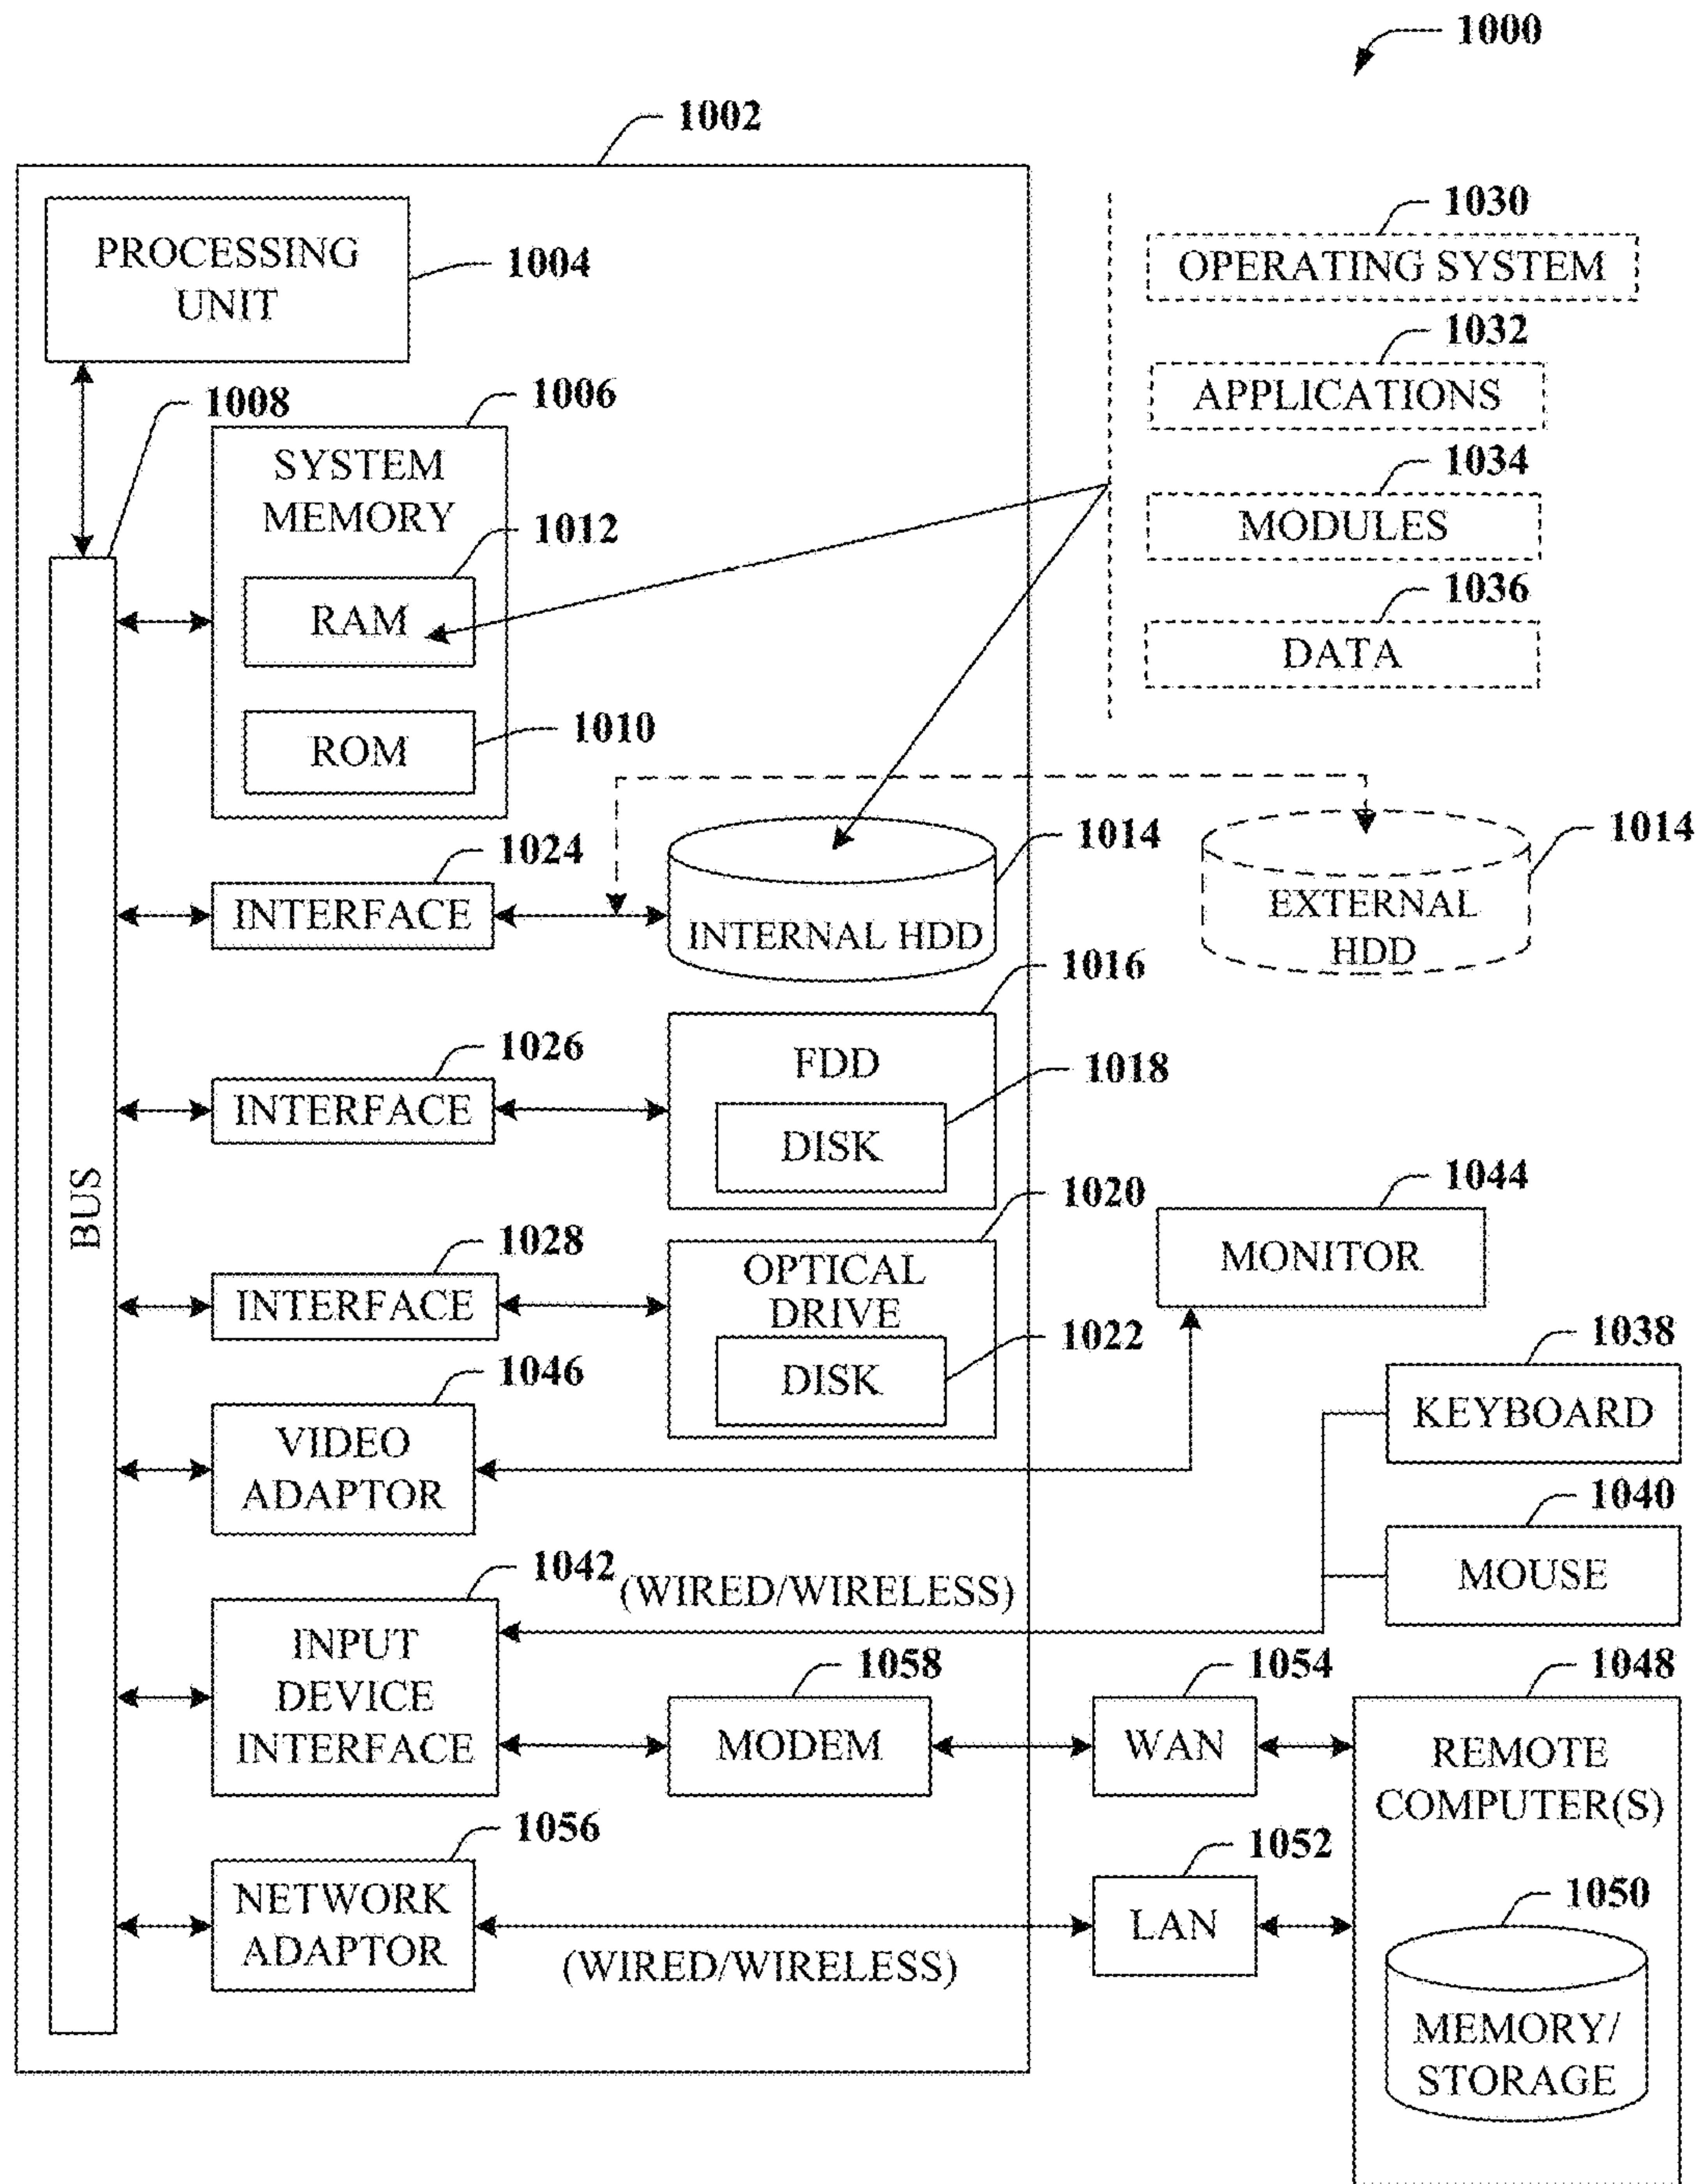 1000
1002
PROCESSING
UNIT
1004
1030
OPERATING SYSTEM
1032
APPLICATIONS
1034
MODULES
1036
DATA
1008
1006
SYSTEM
MEMORY
1012
RAM
1010
ROM
BUS
1024
INTERFACE
1014
INTERNAL HDD
1014
EXTERNAL
HDD
1026
INTERFACE
1016
FDD
1018
DISK
1028
INTERFACE
1020
OPTICAL
DRIVE
1022
DISK
1044
MONITOR
1046
VIDEO
ADAPTOR
1038
KEYBOARD
1040
MOUSE
1042
(WIRED/WIRELESS)
INPUT
DEVICE
INTERFACE
1058
MODEM
1054
WAN
1048
REMOTE
COMPUTER(S)
1056
NETWORK
ADAPTOR
(WIRED/WIRELESS)
1052
LAN
1050
MEMORY/
STORAGE